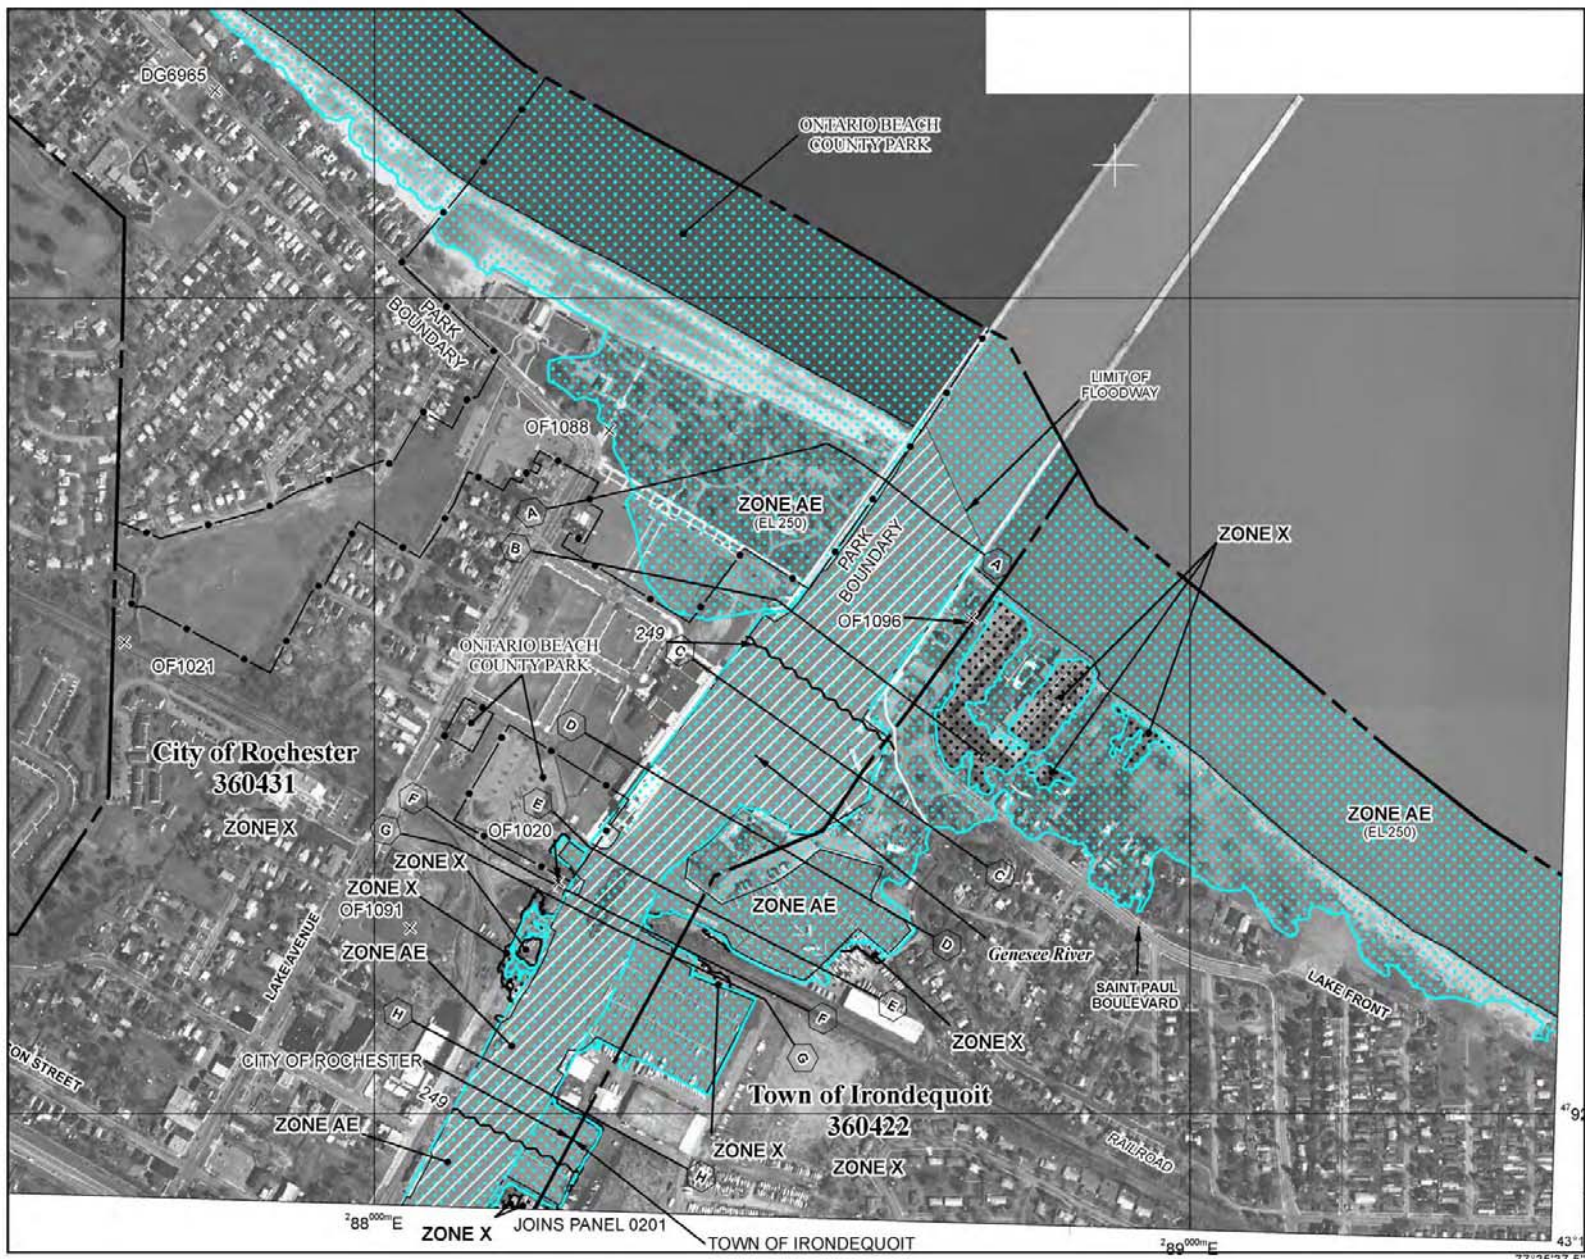 DG6965
ONTARIO BEACH
COUNTY PARK
PARK
BOUNDARY
LIMIT OF
FLOODWAY
OF1088
A
B
ZONE AE
(EL 250)
PARK
BOUNDARY
ZONE X
A
OF1096
249
C
ONTARIO BEACH
COUNTY PARK
OF1021
D
City of Rochester
360431
ZONE X
F
E
G
OF1020
ZONE X
ZONE X
OF1091
ZONE AE
LAKE AVENUE
ZONE AE
(EL 250)
C
ZONE AE
D
Genesee River
SAINT PAUL
BOULEVARD
LAKE FRONT
E
F
G
ZONE X
H
CITY OF ROCHESTER
ON STREET
249
ZONE AE
Town of Irondequoit
360422
ZONE X
ZONE X
RAILROAD
H
47 92
288000mE
ZONE X
JOINS PANEL 0201
TOWN OF IRONDEQUOIT
289000mE
43°1